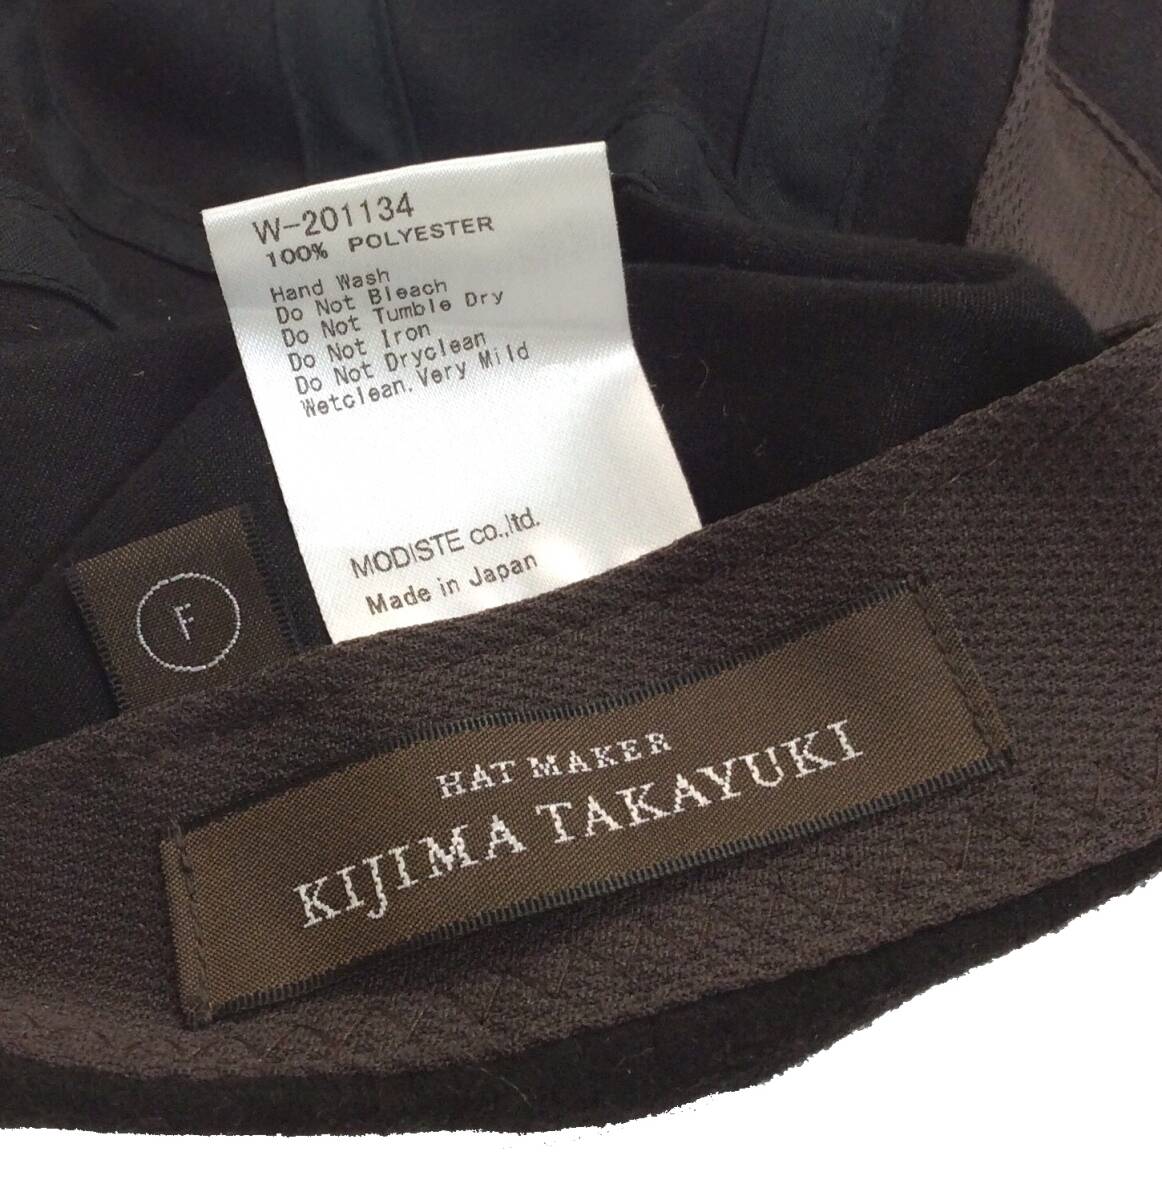 W-201134
100% POLYESTER
Hand Wash
Do Not Bleach
Do Not Tumble Dry
Do Not Iron
Do Not Dryclean
Wetclean.Very Mild
MODISTE co.,ltd.
Made in Japan
F
HAT MAKER
KIJIMA TAKAYUKI